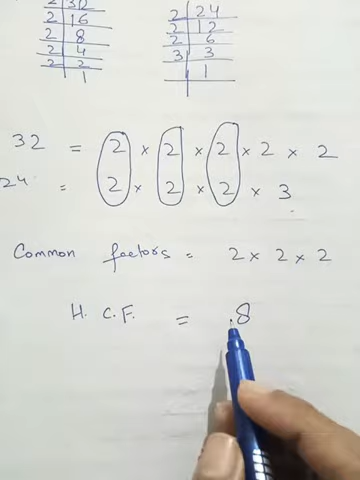 2 | 32 2 | 24
2 | 16 2 | 12
2 | 8 2 | 6
2 | 4 3 | 3
2 | 2 | 1
| 1
32 = 2 × 2 × 2 × 2 × 2
24 = 2 × 2 × 2 × 3
Common factors = 2 × 2 × 2
H. C. F. = 8